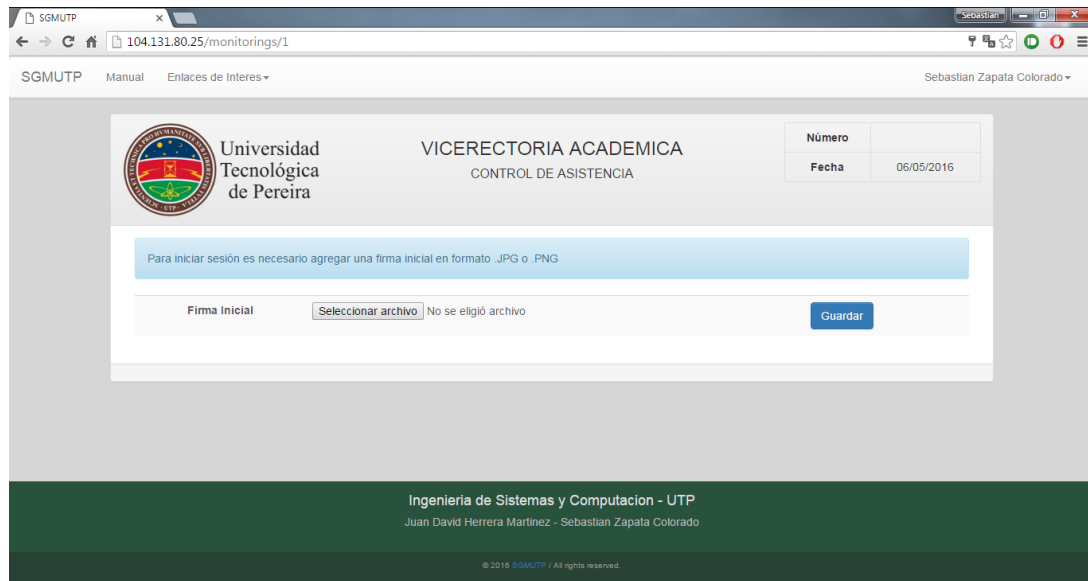 SGMUTP
Sebastian
104.131.80.25/monitorings/1
SGMUTP Manual Enlaces de Interes Sebastian Zapata Colorado
Universidad
Tecnológica
de Pereira
VICERECTORIA ACADEMICA
CONTROL DE ASISTENCIA
Número
Fecha 06/05/2016
Para iniciar sesión es necesario agregar una firma inicial en formato .JPG o .PNG
Firma Inicial Seleccionar archivo No se eligió archivo Guardar
Ingenieria de Sistemas y Computacion - UTP
Juan David Herrera Martinez - Sebastian Zapata Colorado
© 2016 SGMUTP / All rights reserved.